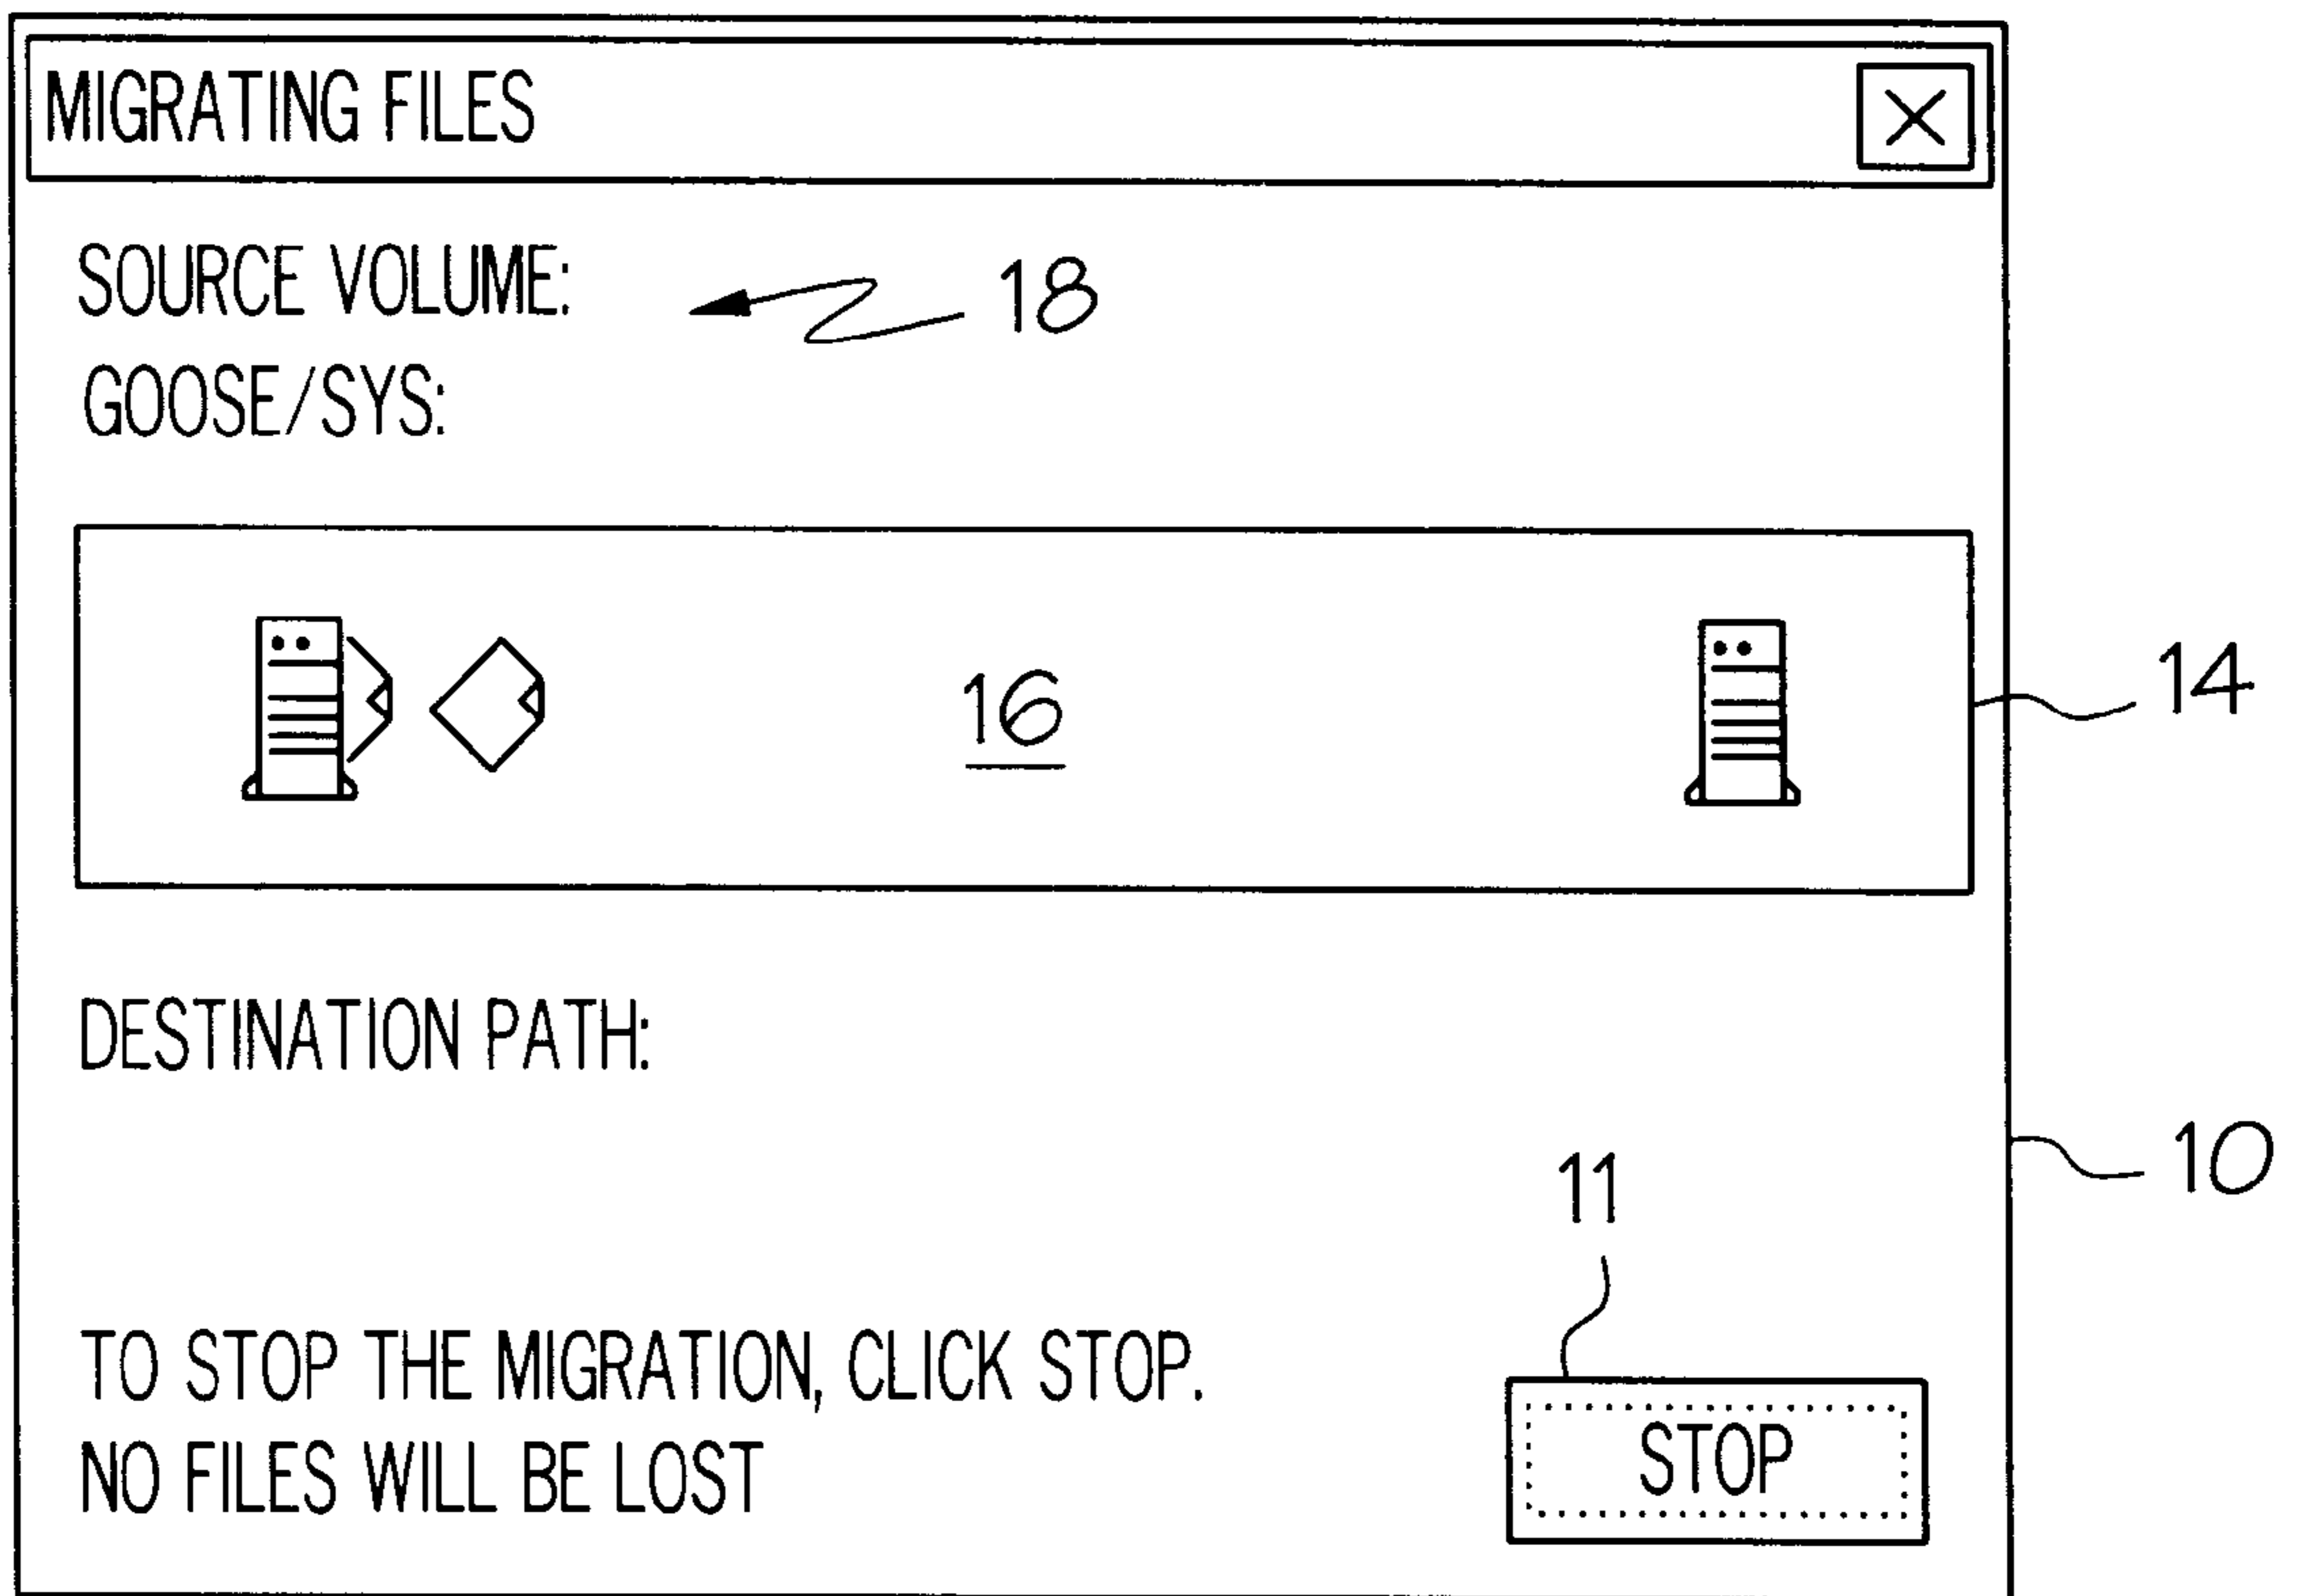 MIGRATING FILES
SOURCE VOLUME:
18
GOOSE/SYS:
16
14
DESTINATION PATH:
10
11
TO STOP THE MIGRATION, CLICK STOP.
NO FILES WILL BE LOST
STOP